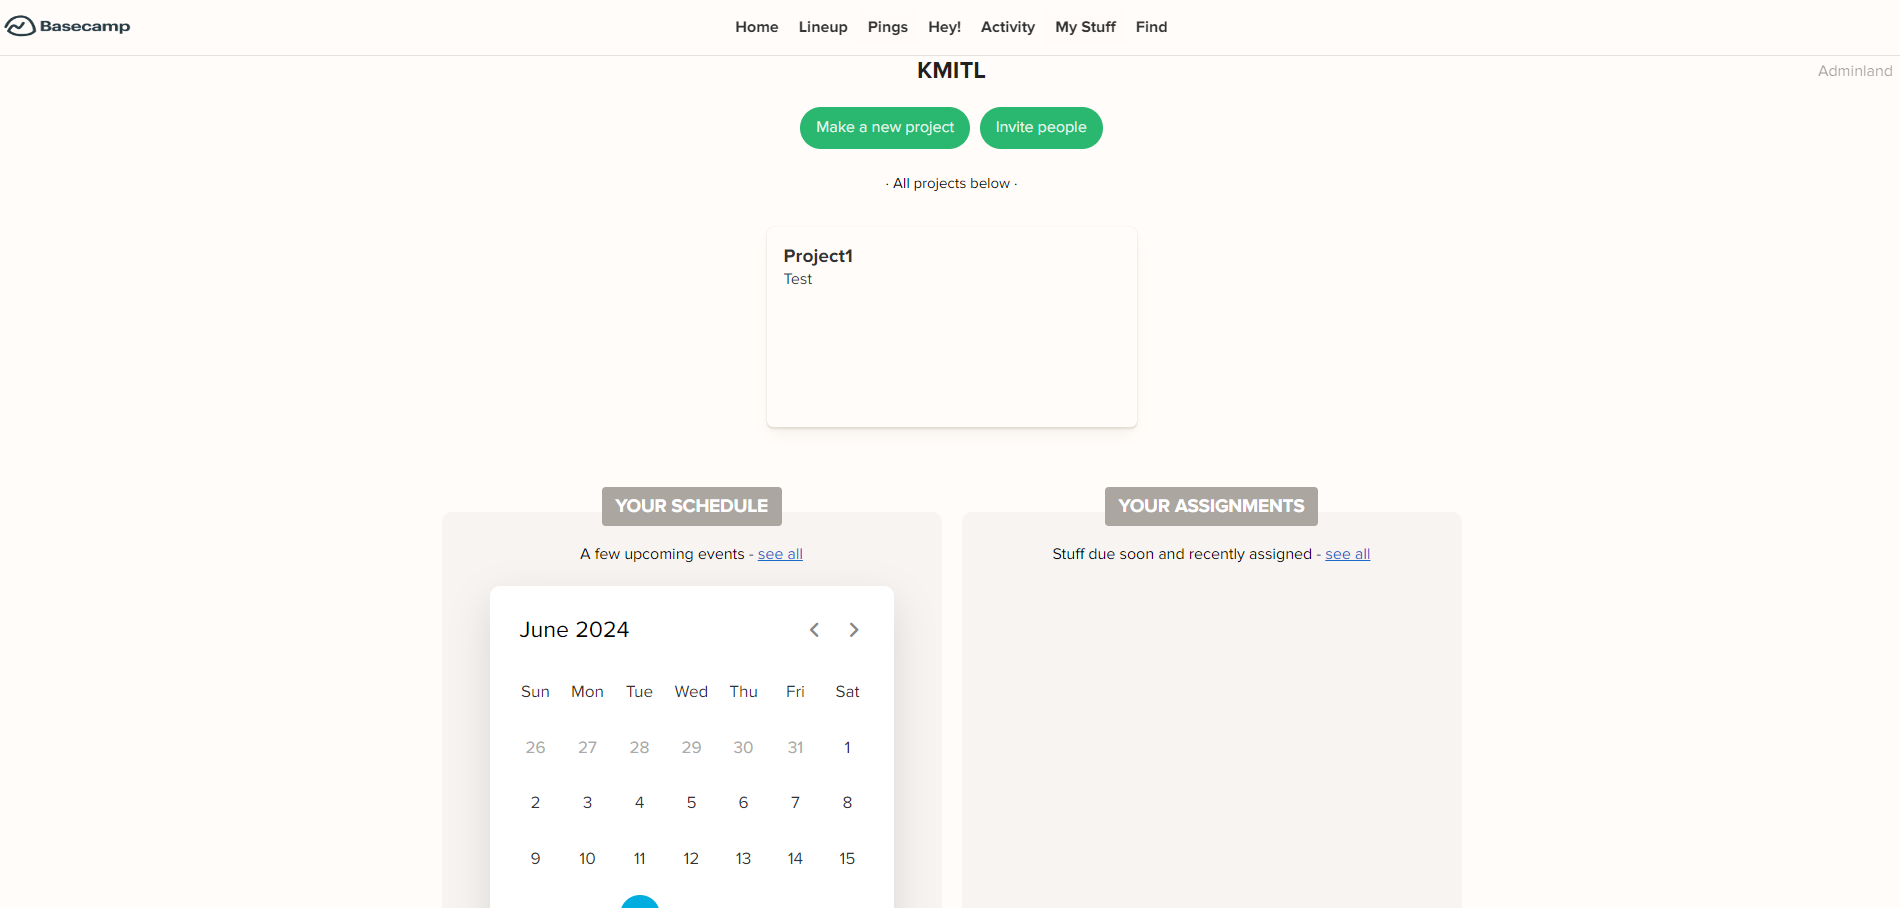 Basecamp
Home Lineup Pings Hey! Activity My Stuff Find
KMITL
Adminland
Make a new project Invite people
· All projects below ·
Project1
Test
YOUR SCHEDULE
A few upcoming events - see all
June 2024
Sun Mon Tue Wed Thu Fri Sat
26 27 28 29 30 31 1
2 3 4 5 6 7 8
9 10 11 12 13 14 15
YOUR ASSIGNMENTS
Stuff due soon and recently assigned - see all